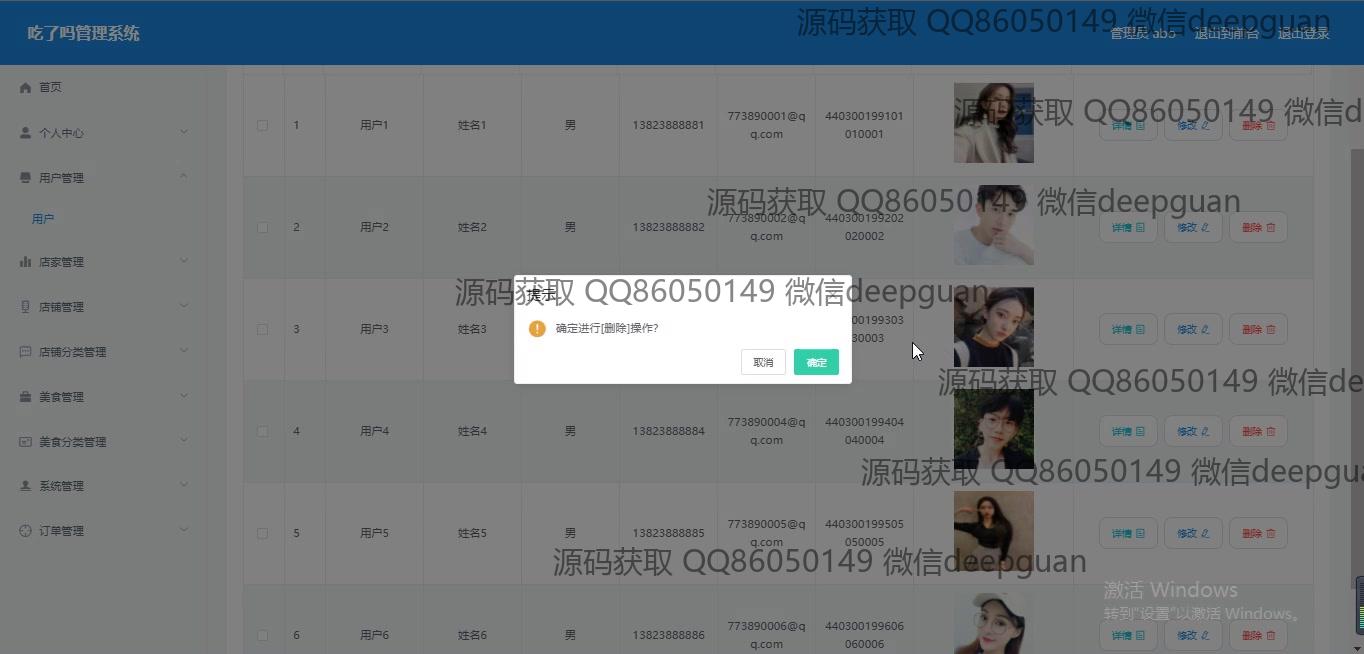 吃了吗管理系统
源码获取 QQ86050149 微信deepguan
管理员 abo
退出到前台
退出登录
首页
个人中心
用户管理
用户
店家管理
店铺管理
店铺分类管理
美食管理
美食分类管理
系统管理
订单管理
1 用户1 姓名1 男 13823888881 773890001@q
q.com
440300199101
010001
详情 修改 删除
源码获取 QQ86050149 微信d
2 用户2 姓名2 男 13823888882 773890002@q
q.com
440300199202
020002
详情 修改 删除
源码获取 QQ86050149 微信deepguan
3 用户3 姓名3
00199303
30003
详情 修改 删除
源码获取 QQ86050149 微信deepguan
提示
确定进行[删除]操作?
取消
确定
源码获取 QQ86050149 微信dee
4 用户4 姓名4 男 13823888884 773890004@q
q.com
440300199404
040004
详情 修改 删除
源码获取 QQ86050149 微信deepgua
5 用户5 姓名5 男 13823888885 773890005@q
q.com
440300199505
050005
详情 修改 删除
源码获取 QQ86050149 微信deepguan
6 用户6 姓名6 男 13823888886 773890006@q
q.com
440300199606
060006
详情 修改 删除
激活 Windows
转到"设置"以激活 Windows。